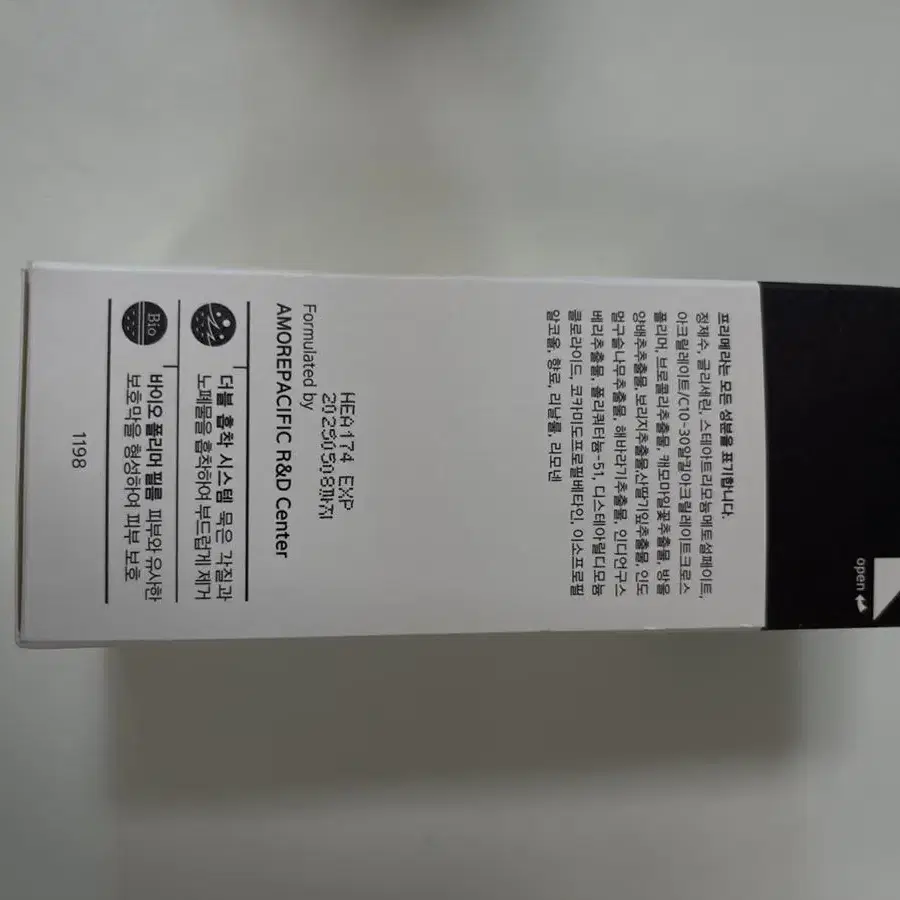 open
프리메라는 모든 성분을 표기합니다.
정제수, 글리세린, 스테아트리모늄메토설페이트,
아크릴레이트/C10-30알킬아크릴레이트크로스
폴리머, 브로콜리추출물, 캐모마일꽃추출물, 방울
양배추추출물, 보리지추출물,산딸기잎추출물, 인도
멀구슬나무추출물, 해바라기추출물, 인디언구스
베리추출물, 폴리쿼터늄-51, 디스테아릴디모늄
클로라이드, 코카미도프로필베타인, 이소프로필
알코올, 향료, 리날룰, 리모넨
HEA174 EXP
20250508까지
Formulated by
AMOREPACIFIC R&D Center
더블 흡착 시스템 묵은 각질과
노폐물을 흡착하여 부드럽게 제거
Bio
바이오 폴리머 필름 피부와 유사한
보호막을 형성하여 피부 보호
1198